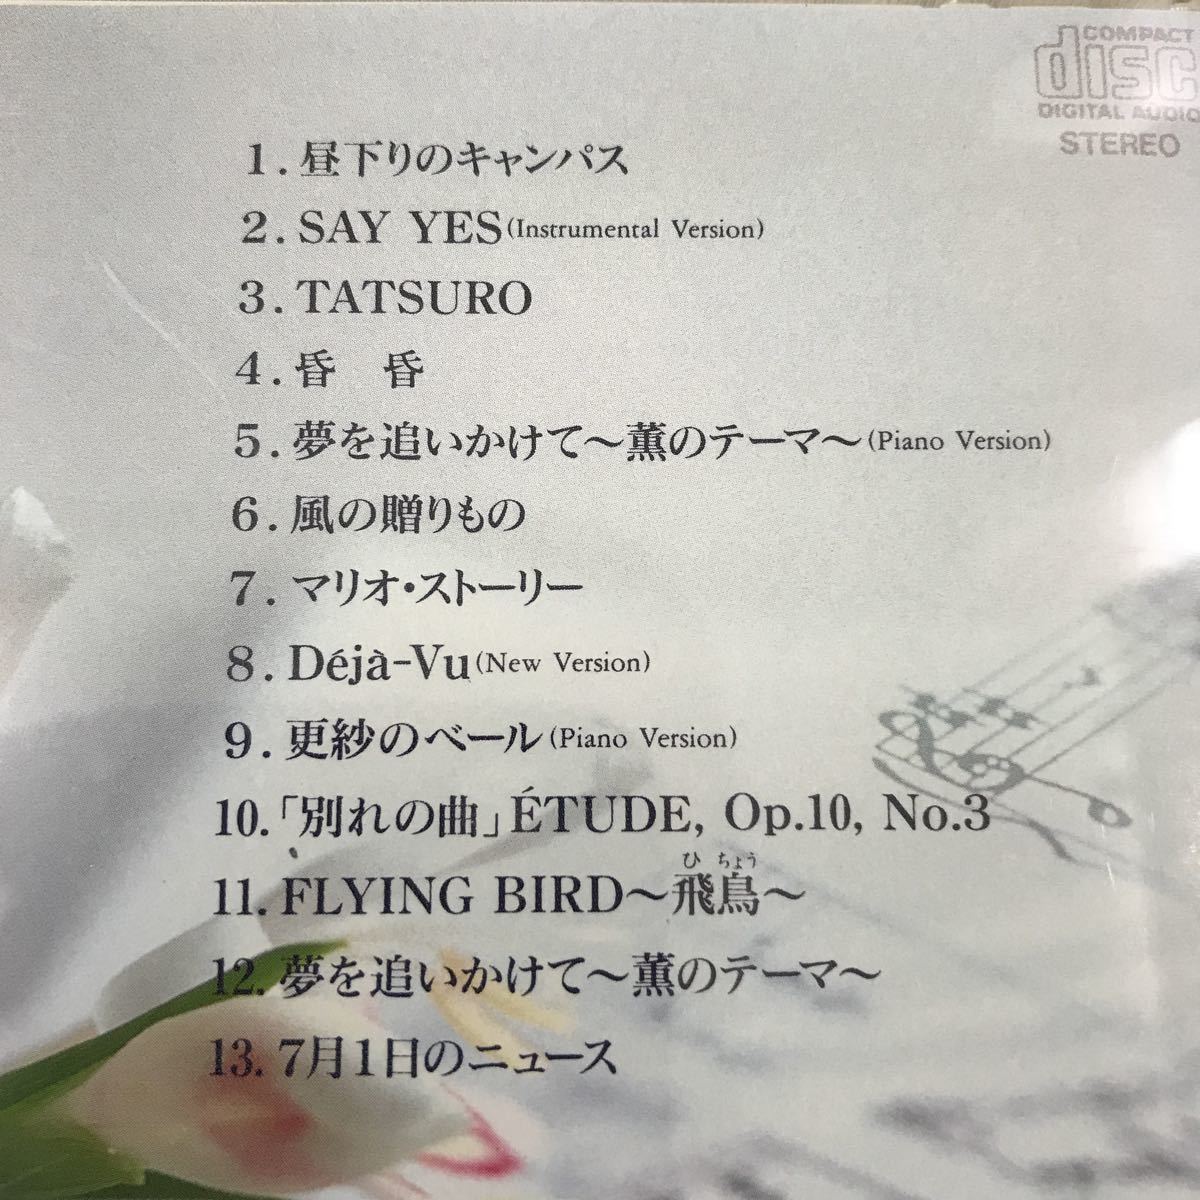 COMPACT
disc
DIGITAL AUDIO
STEREO
1.昼下りのキャンパス
2.SAY YES(Instrumental Version)
3.TATSURO
4.昏 昏
5.夢を追いかけて〜薫のテーマ〜(Piano Version)
6.風の贈りもの
7.マリオ・ストーリー
8.Déjà-Vu(New Version)
9.更紗のベール(Piano Version)
10.「別れの曲」ÉTUDE, Op.10, No.3
ひ ちょう
11.FLYING BIRD〜飛鳥〜
12.夢を追いかけて〜薫のテーマ〜
13.7月1日のニュース